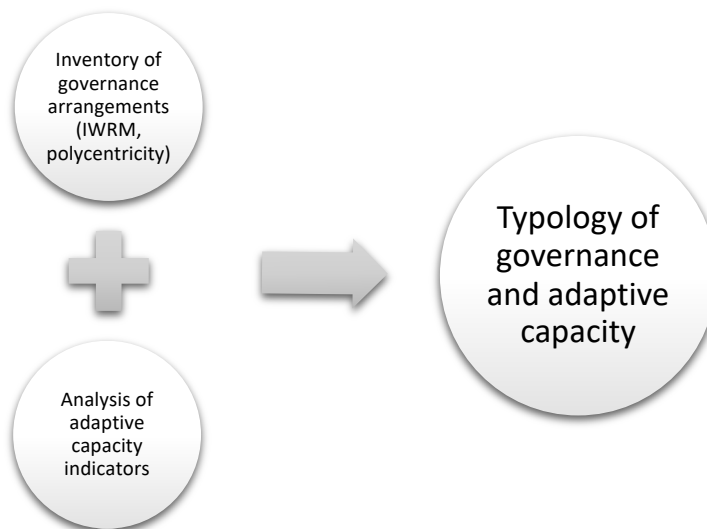 Inventory of
governance
arrangements
(IWRM,
polycentricity)
Analysis of
adaptive
capacity
indicators
Typology of
governance
and adaptive
capacity